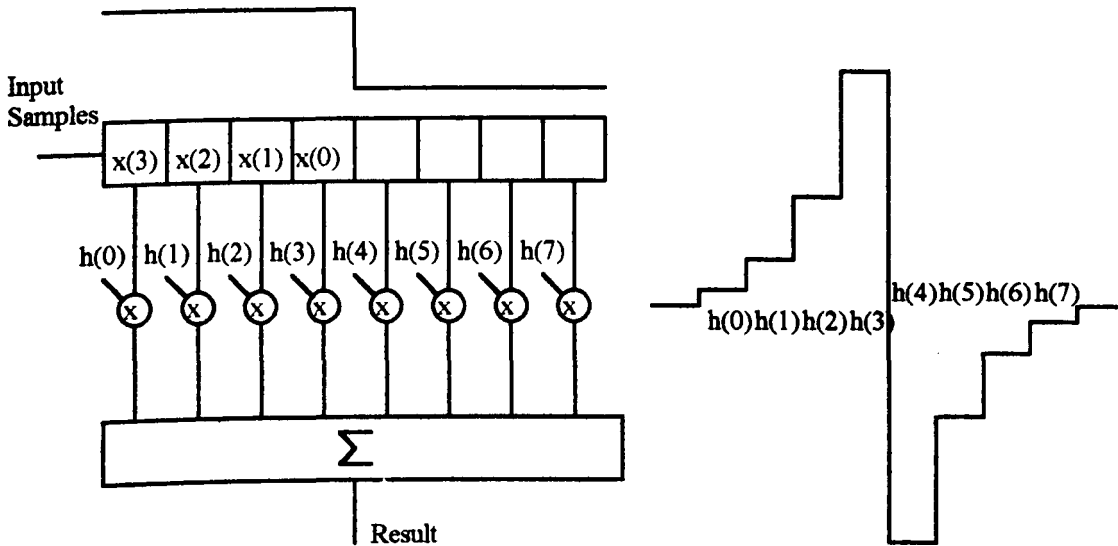 Input
Samples
x(3) x(2) x(1) x(0)
h(0) h(1) h(2) h(3) h(4) h(5) h(6) h(7)
x x x x x x x x
Σ
Result
h(4) h(5) h(6) h(7)
h(0) h(1) h(2) h(3)